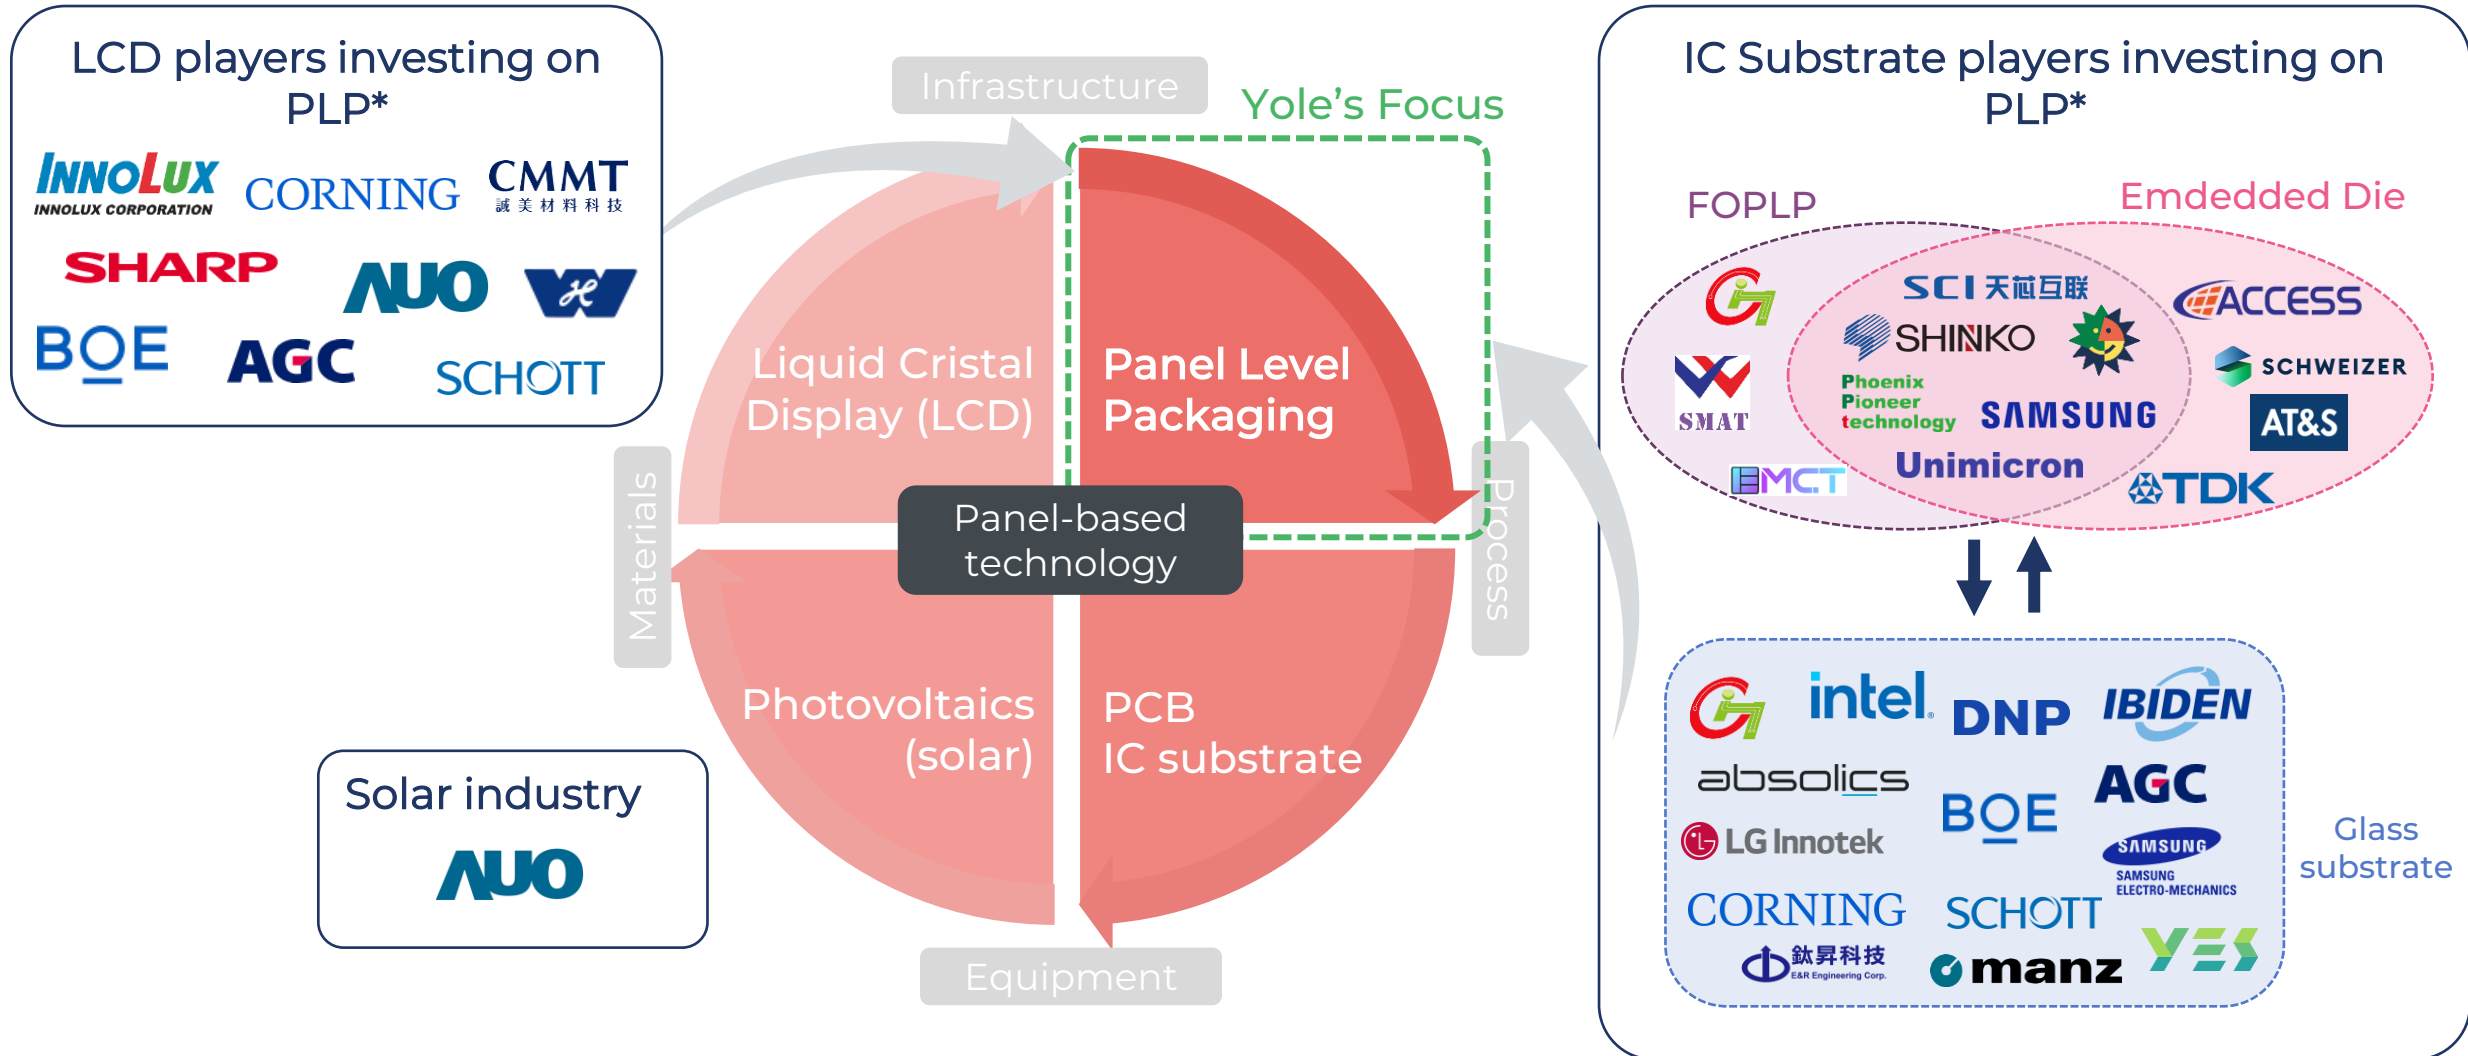 LCD players investing on
PLP*
INNOLUX
INNOLUX CORPORATION
CORNING
CMMT
誠美材料科技
SHARP
AUO
BOE
AGC
SCHOTT
Infrastructure
Yole's Focus
Liquid Cristal
Display (LCD)
Panel Level
Packaging
Materials
Panel-based
technology
Process
Photovoltaics
(solar)
PCB
IC substrate
Equipment
Solar industry
AUO
IC Substrate players investing on
PLP*
FOPLP
Emdedded Die
SCI 天芯互联
ACCESS
SHINKO
SMAT
SCHWEIZER
Phoenix
Pioneer
technology
SAMSUNG
AT&S
Unimicron
EMC.T
TDK
intel.
DNP
IBIDEN
absolics
AGC
BOE
LG Innotek
SAMSUNG
SAMSUNG
ELECTRO-MECHANICS
Glass
substrate
CORNING
SCHOTT
鈦昇科技
E&R Engineering Corp.
manz
YES